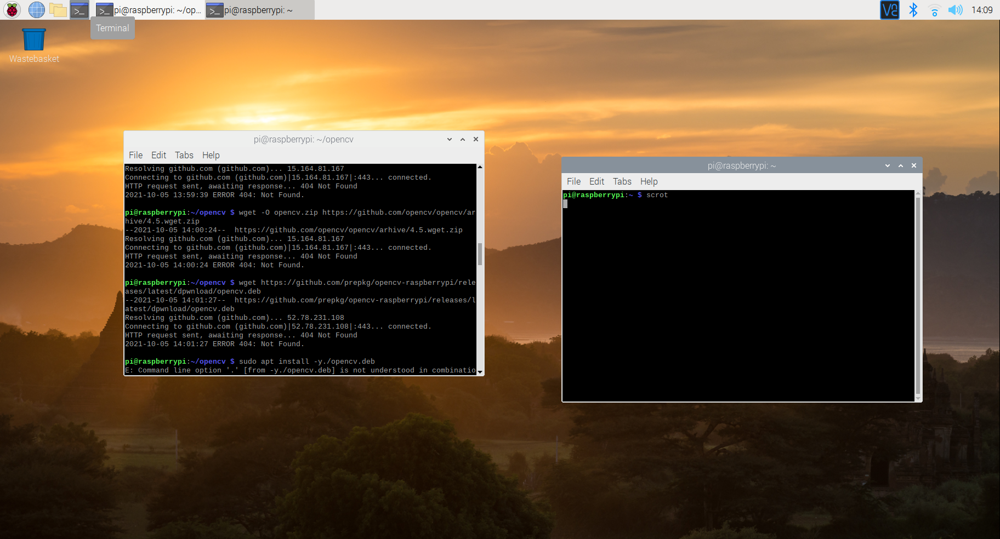 pi@raspberrypi: ~/op...
pi@raspberrypi: ~
14:09
Terminal
Wastebasket
pi@raspberrypi: ~/opencv
File Edit Tabs Help
Resolving github.com (github.com)... 15.164.81.167
Connecting to github.com (github.com)|15.164.81.167|:443... connected.
HTTP request sent, awaiting response... 404 Not Found
2021-10-05 13:59:39 ERROR 404: Not Found.
pi@raspberrypi:~/opencv $ wget -O opencv.zip https://github.com/opencv/opencv/ar
hive/4.5.wget.zip
--2021-10-05 14:00:24--  https://github.com/opencv/opencv/arhive/4.5.wget.zip
Resolving github.com (github.com)... 15.164.81.167
Connecting to github.com (github.com)|15.164.81.167|:443... connected.
HTTP request sent, awaiting response... 404 Not Found
2021-10-05 14:00:24 ERROR 404: Not Found.
pi@raspberrypi:~/opencv $ wget https://github.com/prepkg/opencv-raspberrypi/rele
ases/latest/dpwnload/opencv.deb
--2021-10-05 14:01:27--  https://github.com/prepkg/opencv-raspberrypi/releases/l
atest/dpwnload/opencv.deb
Resolving github.com (github.com)... 52.78.231.108
Connecting to github.com (github.com)|52.78.231.108|:443... connected.
HTTP request sent, awaiting response... 404 Not Found
2021-10-05 14:01:27 ERROR 404: Not Found.
pi@raspberrypi:~/opencv $ sudo apt install -y./opencv.deb
E: Command line option '.' [from -y./opencv.deb] is not understood in combinatio
pi@raspberrypi: ~
File Edit Tabs Help
pi@raspberrypi:~ $ scrot